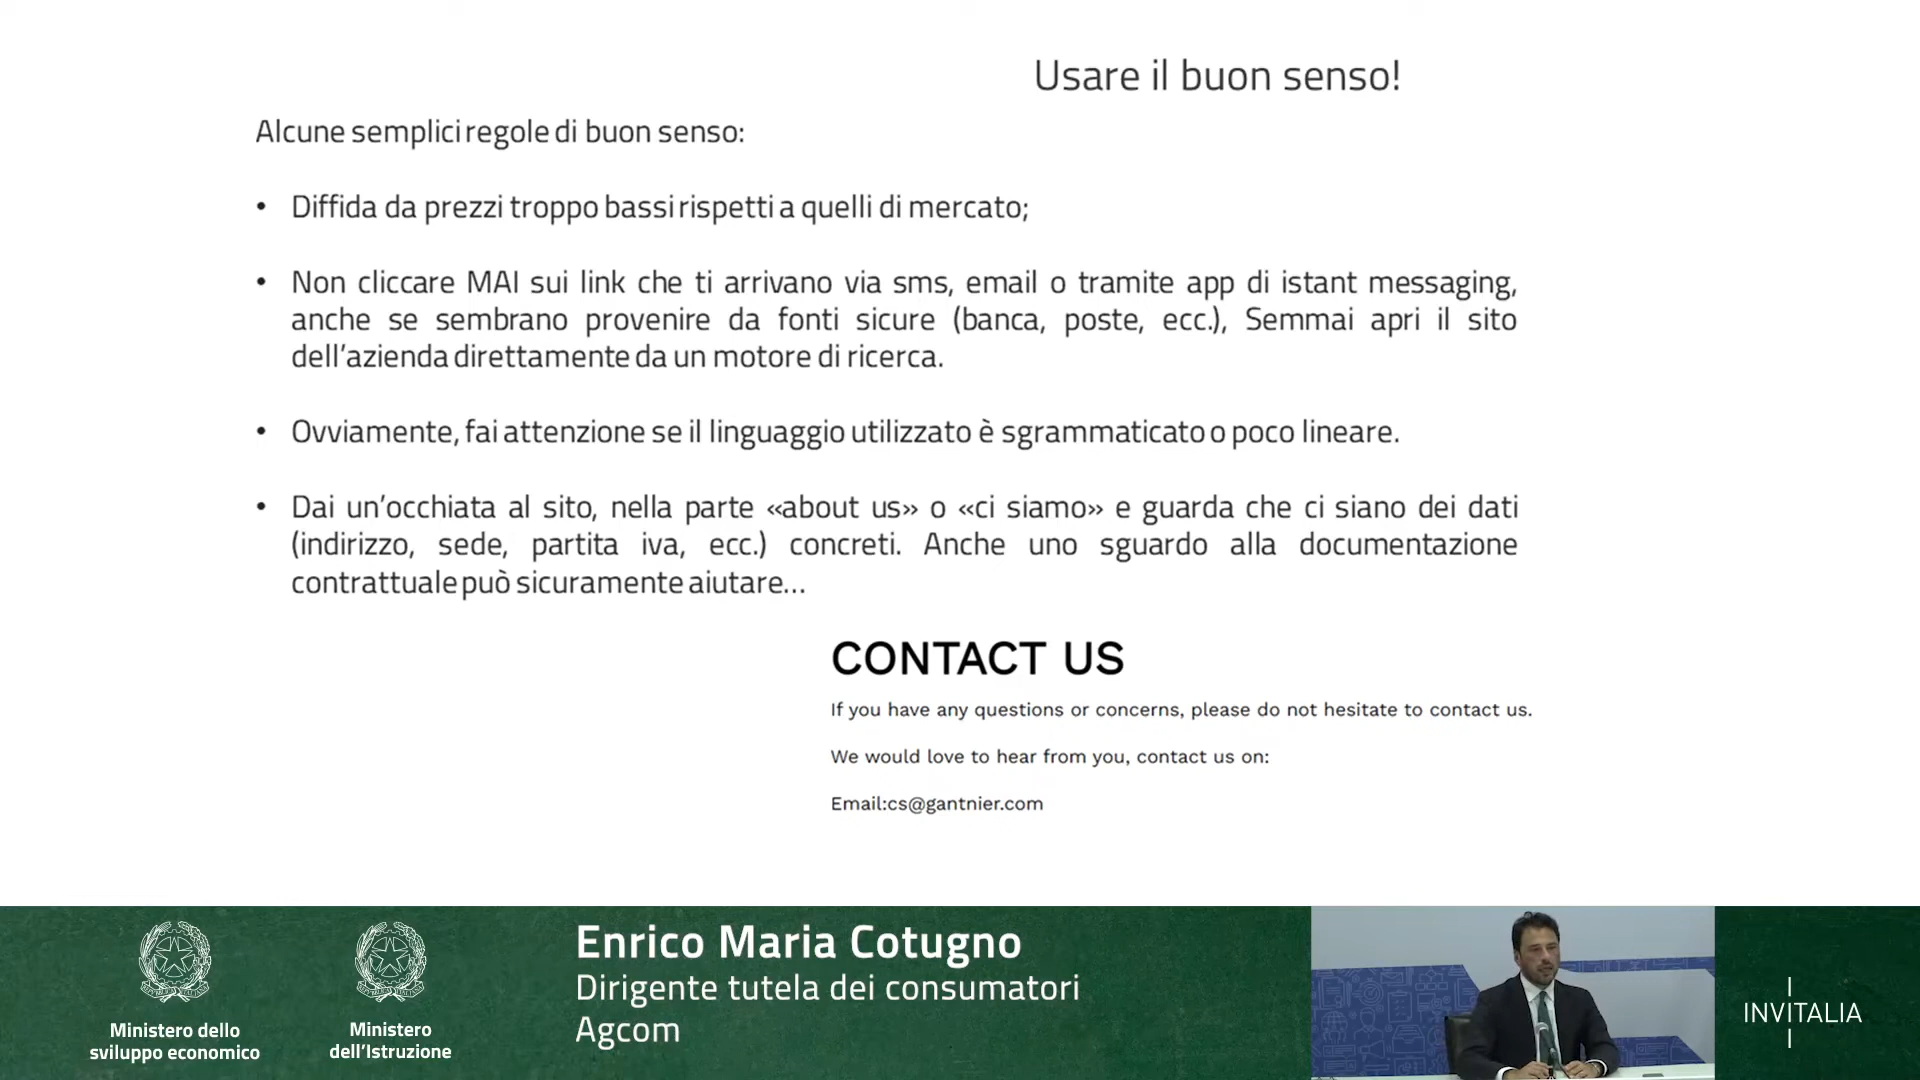 Usare il buon senso!
Alcune semplici regole di buon senso:
• Diffida da prezzi troppo bassi rispetti a quelli di mercato;
• Non cliccare MAI sui link che ti arrivano via sms, email o tramite app di istant messaging,
anche se sembrano provenire da fonti sicure (banca, poste, ecc.), Semmai apri il sito
dell'azienda direttamente da un motore di ricerca.
• Ovviamente, fai attenzione se il linguaggio utilizzato è sgrammaticato o poco lineare.
• Dai un'occhiata al sito, nella parte «about us» o «ci siamo» e guarda che ci siano dei dati
(indirizzo, sede, partita iva, ecc.) concreti. Anche uno sguardo alla documentazione
contrattuale può sicuramente aiutare...
CONTACT US
If you have any questions or concerns, please do not hesitate to contact us.
We would love to hear from you, contact us on:
Email:cs@gantnier.com
Ministero dello
sviluppo economico
Ministero
dell'Istruzione
Enrico Maria Cotugno
Dirigente tutela dei consumatori
Agcom
INVITALIA